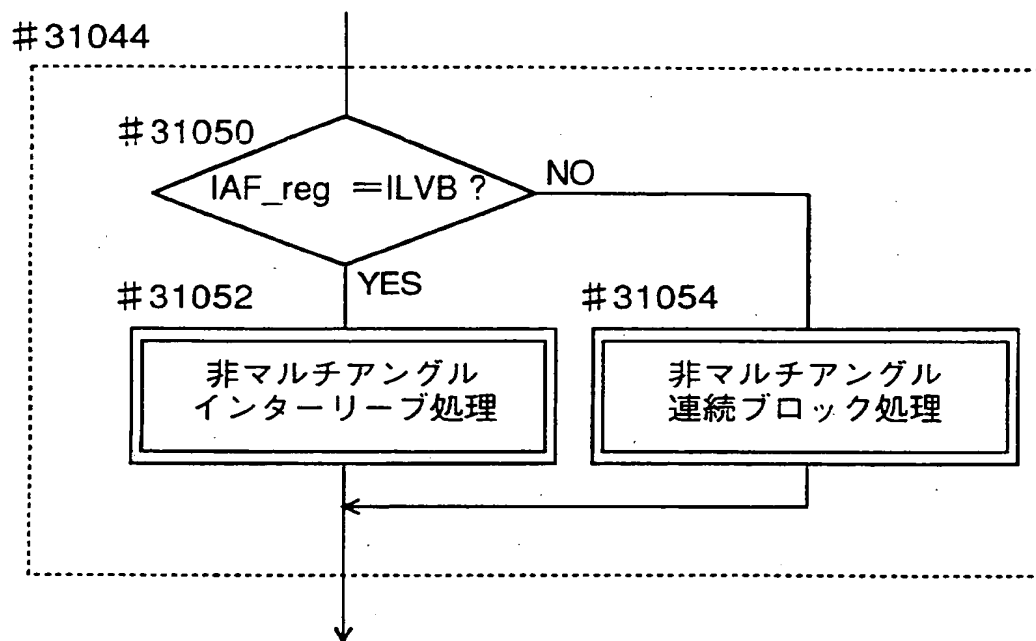 #31044
#31050
IAF_reg =ILVB ?
NO
YES
#31052
#31054
非マルチアングル
インターリーブ処理
非マルチアングル
連続ブロック処理